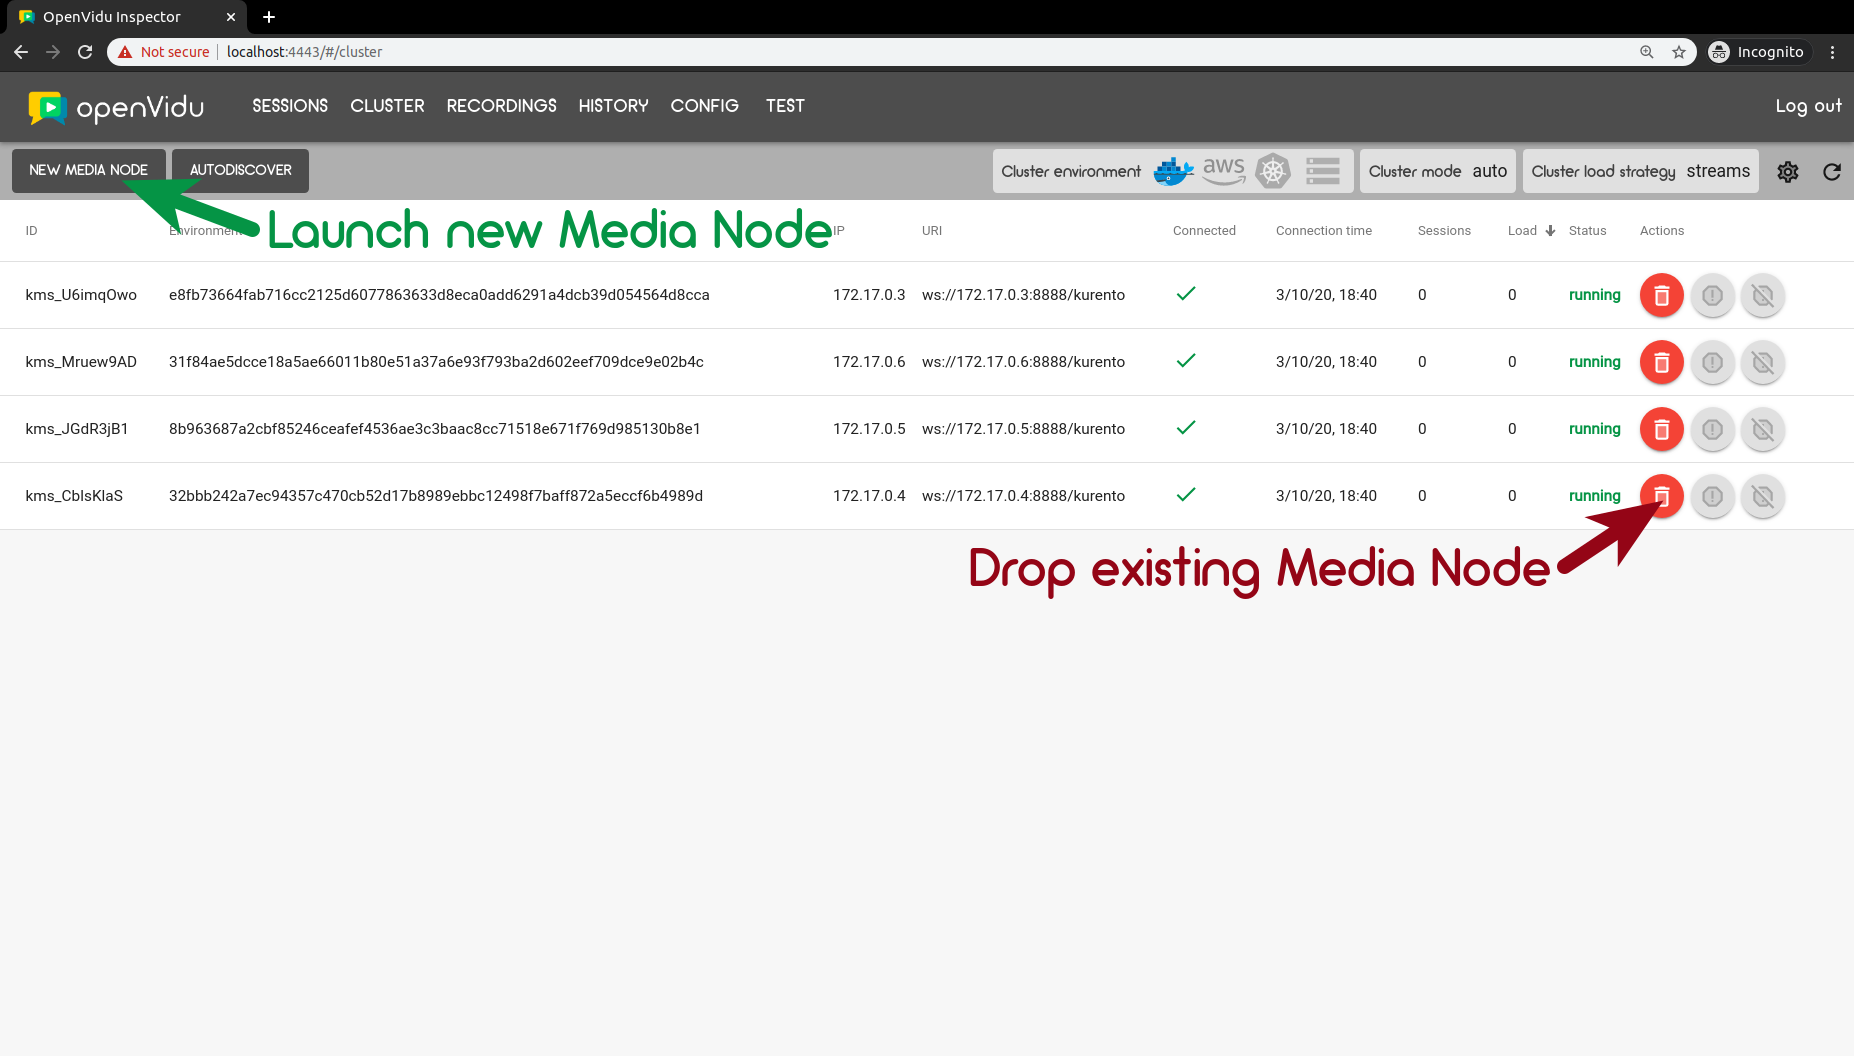 OpenVidu Inspector
Not secure localhost:4443/#/cluster Incognito
openVidu SESSIONS CLUSTER RECORDINGS HISTORY CONFIG TEST Log out
NEW MEDIA NODE AUTODISCOVER Cluster environment aws Cluster mode auto Cluster load strategy streams
Launch new Media Node
ID Environment IP URI Connected Connection time Sessions Load Status Actions
kms_U6imqOwo e8fb73664fab716cc2125d6077863633d8eca0add6291a4dcb39d054564d8cca 172.17.0.3 ws://172.17.0.3:8888/kurento 3/10/20, 18:40 0 0 running
kms_Mruew9AD 31f84ae5dcce18a5ae66011b80e51a37a6e93f793ba2d602eef709dce9e02b4c 172.17.0.6 ws://172.17.0.6:8888/kurento 3/10/20, 18:40 0 0 running
kms_JGdR3jB1 8b963687a2cbf85246ceafef4536ae3c3baac8cc71518e671f769d985130b8e1 172.17.0.5 ws://172.17.0.5:8888/kurento 3/10/20, 18:40 0 0 running
kms_CbIsKlaS 32bbb242a7ec94357c470cb52d17b8989ebbc12498f7baff872a5eccf6b4989d 172.17.0.4 ws://172.17.0.4:8888/kurento 3/10/20, 18:40 0 0 running
Drop existing Media Node